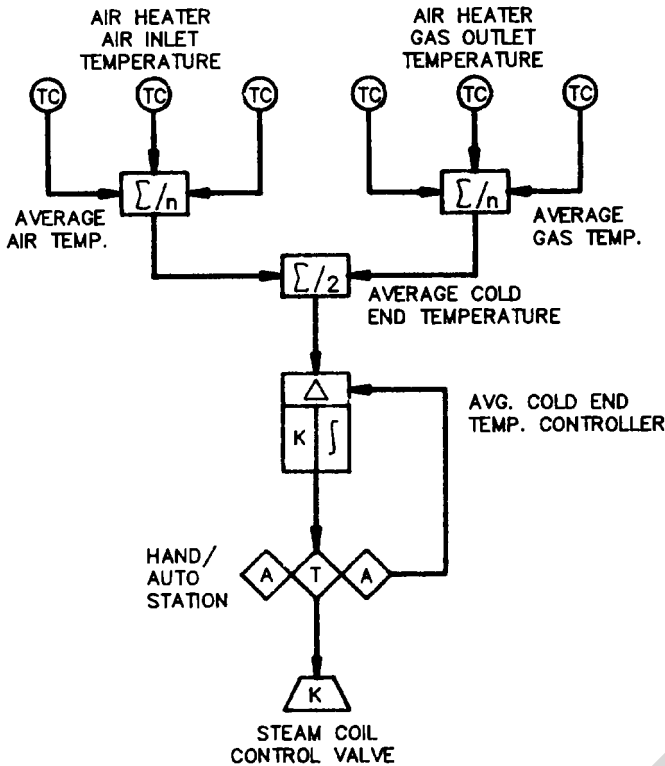 AIR HEATER
AIR INLET
TEMPERATURE
AIR HEATER
GAS OUTLET
TEMPERATURE
TC TC TC TC TC TC
Σ/n
Σ/n
AVERAGE
AIR TEMP.
AVERAGE
GAS TEMP.
Σ/2
AVERAGE COLD
END TEMPERATURE
△
K ∫
AVG. COLD END
TEMP. CONTROLLER
HAND/
AUTO
STATION
A T A
K
STEAM COIL
CONTROL VALVE